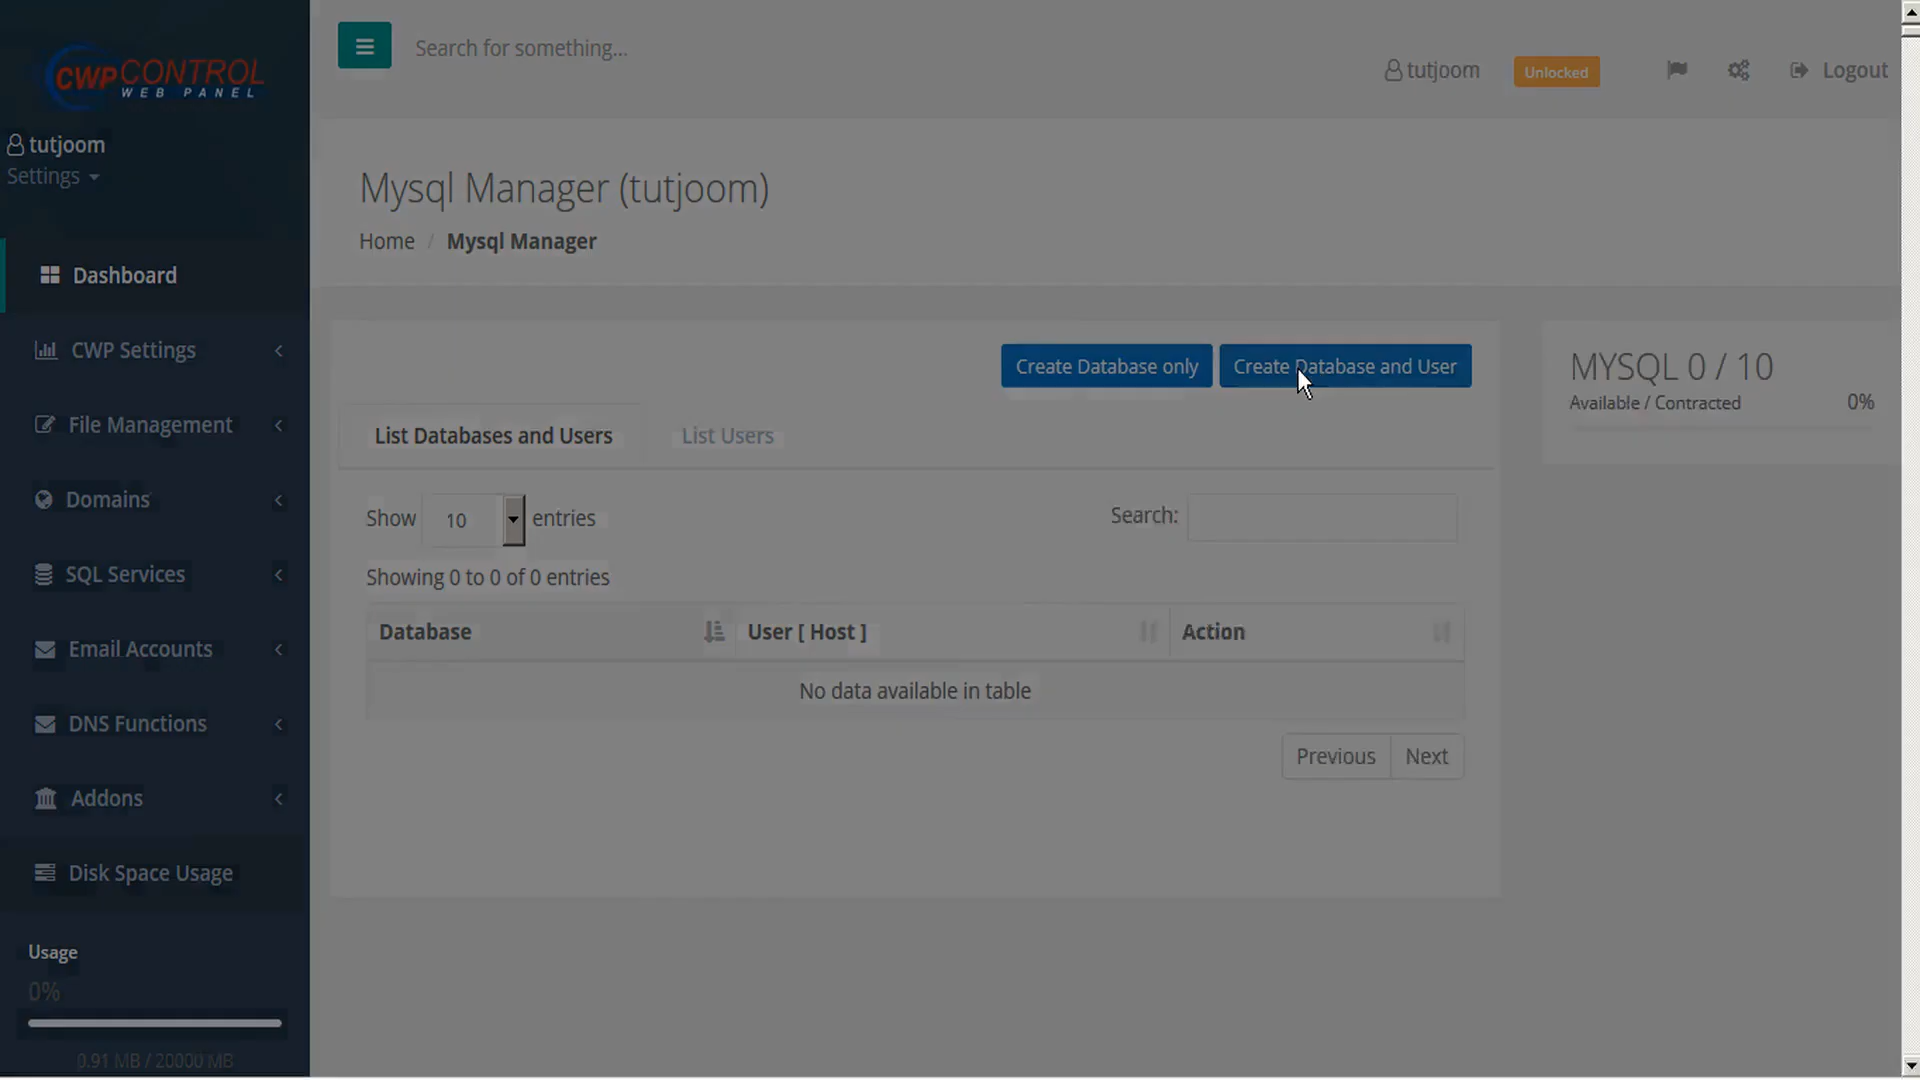 CWP CONTROL
WEB PANEL
tutjoom
Settings
Dashboard
CWP Settings
File Management
Domains
SQL Services
Email Accounts
DNS Functions
Addons
Disk Space Usage
Usage
0%
0.91 MB / 20000 MB
Search for something...
tutjoom
Unlocked
Logout
Mysql Manager (tutjoom)
Home / Mysql Manager
Create Database only
Create Database and User
List Databases and Users
List Users
Show 10 entries
Search:
Showing 0 to 0 of 0 entries
Database User [ Host ] Action
No data available in table
Previous Next
MYSQL 0 / 10
Available / Contracted 0%